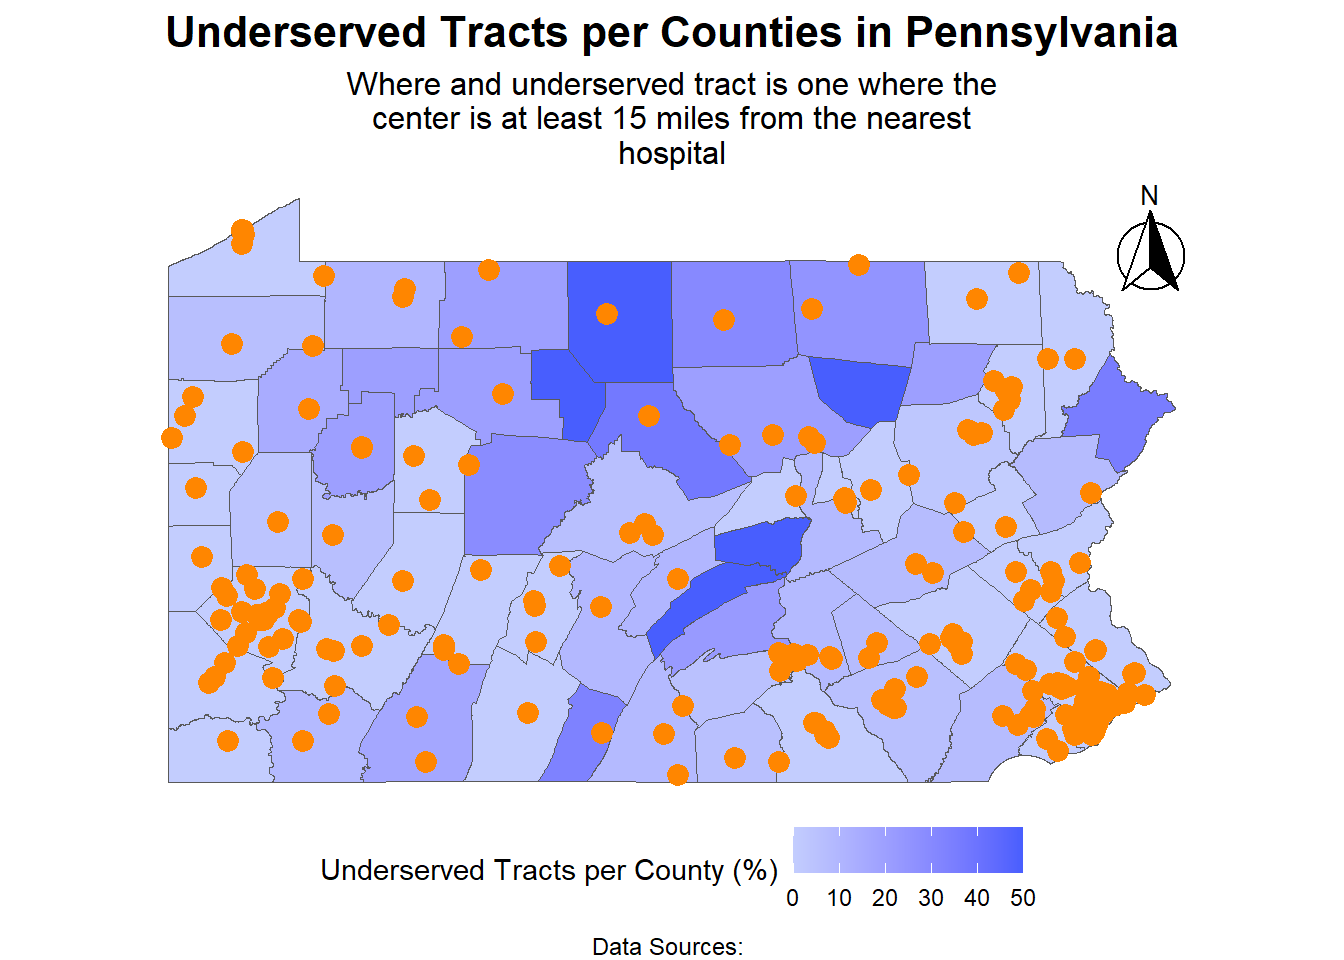 Underserved Tracts per Counties in Pennsylvania
Where and underserved tract is one where the
center is at least 15 miles from the nearest
hospital
N
Underserved Tracts per County (%)
0 10 20 30 40 50
Data Sources: